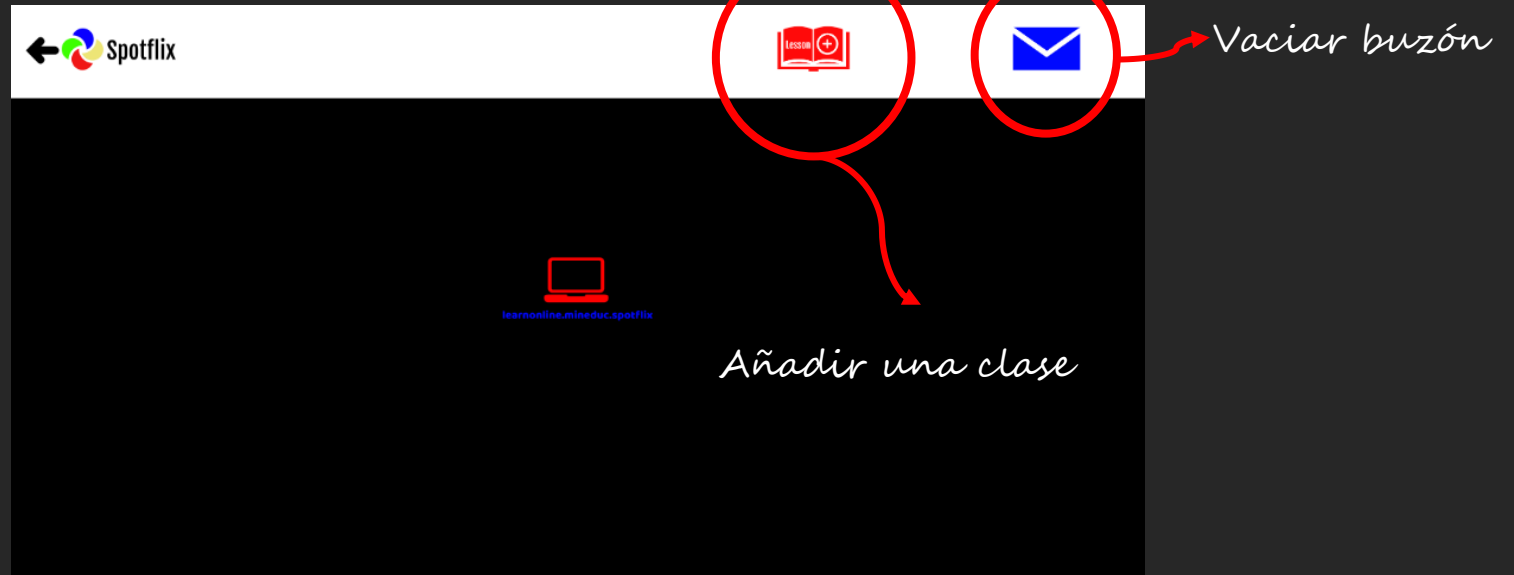 Spotflix
Lesson
Vaciar buzón
learnonline.mineduc.spotflix
Añadir una clase